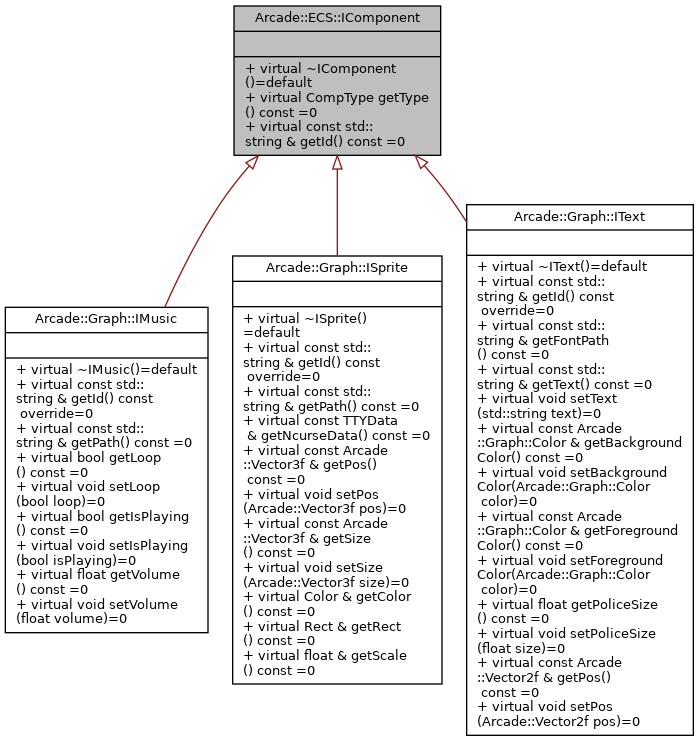 Arcade::ECS::IComponent
+ virtual ~IComponent
()=default
+ virtual CompType getType
() const =0
+ virtual const std::
string & getId() const =0
Arcade::Graph::IMusic
+ virtual ~IMusic()=default
+ virtual const std::
string & getId() const
override=0
+ virtual const std::
string & getPath() const =0
+ virtual bool getLoop
() const =0
+ virtual void setLoop
(bool loop)=0
+ virtual bool getIsPlaying
() const =0
+ virtual void setIsPlaying
(bool isPlaying)=0
+ virtual float getVolume
() const =0
+ virtual void setVolume
(float volume)=0
Arcade::Graph::ISprite
+ virtual ~ISprite()
=default
+ virtual const std::
string & getId() const
override=0
+ virtual const std::
string & getPath() const =0
+ virtual const TTYData
& getNcurseData() const =0
+ virtual const Arcade
::Vector3f & getPos()
const =0
+ virtual void setPos
(Arcade::Vector3f pos)=0
+ virtual const Arcade
::Vector3f & getSize
() const =0
+ virtual void setSize
(Arcade::Vector3f size)=0
+ virtual Color & getColor
() const =0
+ virtual Rect & getRect
() const =0
+ virtual float & getScale
() const =0
Arcade::Graph::IText
+ virtual ~IText()=default
+ virtual const std::
string & getId() const
override=0
+ virtual const std::
string & getFontPath
() const =0
+ virtual const std::
string & getText() const =0
+ virtual void setText
(std::string text)=0
+ virtual const Arcade
::Graph::Color & getBackground
Color() const =0
+ virtual void setBackground
Color(Arcade::Graph::Color
color)=0
+ virtual const Arcade
::Graph::Color & getForeground
Color() const =0
+ virtual void setForeground
Color(Arcade::Graph::Color
color)=0
+ virtual float getPoliceSize
() const =0
+ virtual void setPoliceSize
(float size)=0
+ virtual const Arcade
::Vector2f & getPos()
const =0
+ virtual void setPos
(Arcade::Vector2f pos)=0